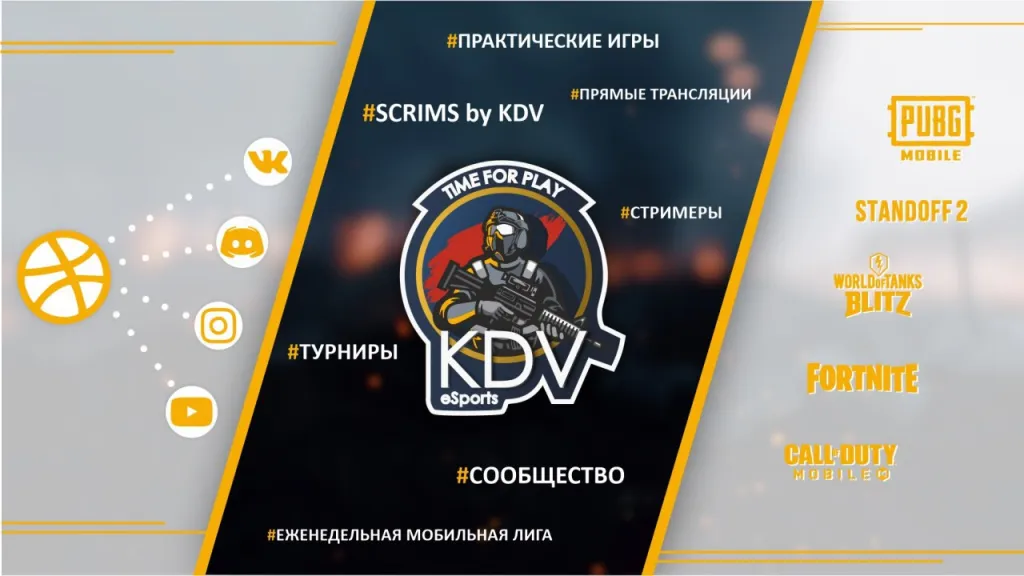 #ПРАКТИЧЕСКИЕ ИГРЫ
#ПРЯМЫЕ ТРАНСЛЯЦИИ
#SCRIMS by KDV
TIME FOR PLAY
#СТРИМЕРЫ
#ТУРНИРЫ
KDV
eSports
#СООБЩЕСТВО
#ЕЖЕНЕДЕЛЬНАЯ МОБИЛЬНАЯ ЛИГА
PUBG
MOBILE
STANDOFF 2
WORLD OF TANKS
BLITZ
FORTNITE
CALL OF DUTY
MOBILE